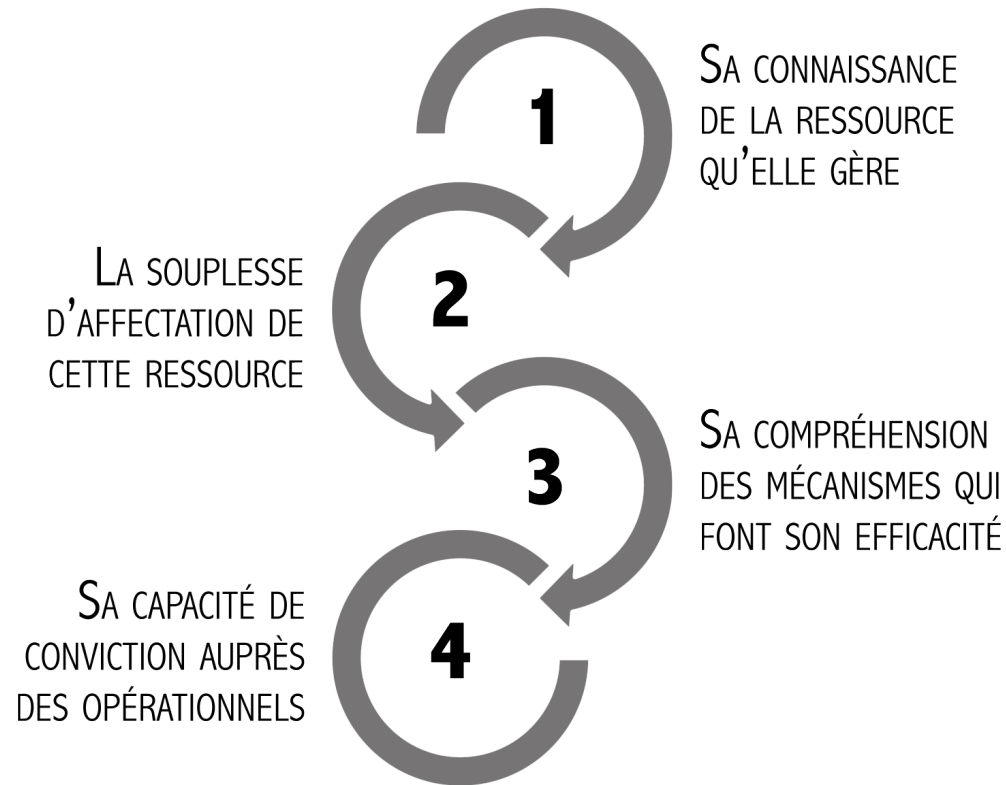 1
SA CONNAISSANCE
DE LA RESSOURCE
QU'ELLE GÈRE
2
LA SOUPLESSE
D'AFFECTATION DE
CETTE RESSOURCE
3
SA COMPRÉHENSION
DES MÉCANISMES QUI
FONT SON EFFICACITÉ
4
SA CAPACITÉ DE
CONVICTION AUPRÈS
DES OPÉRATIONNELS